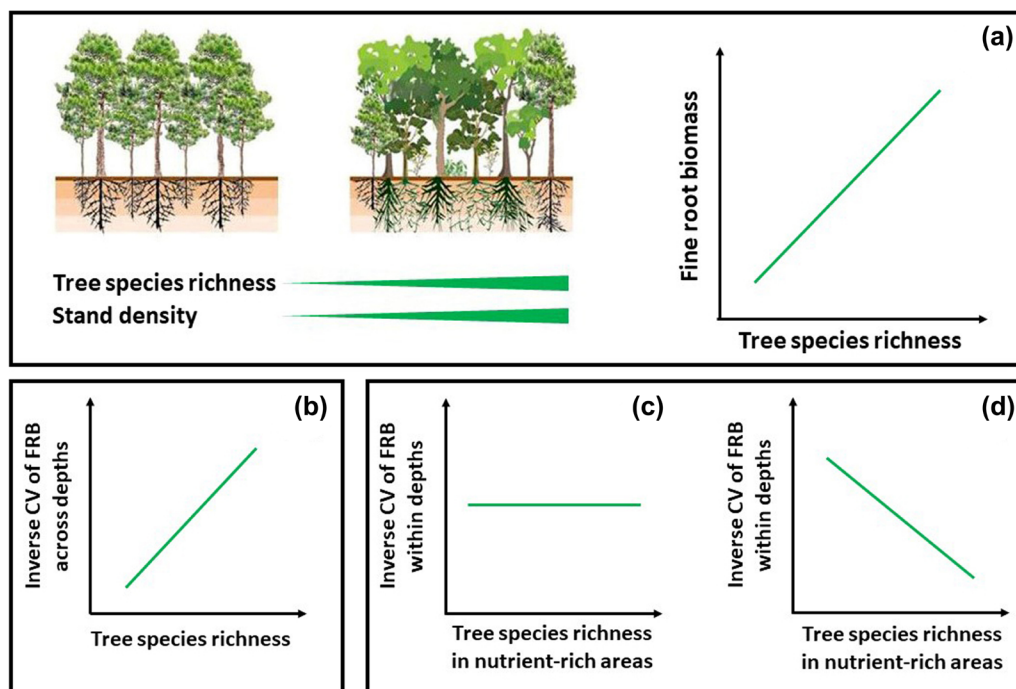 (a)
Tree species richness
Stand density
Fine root biomass
Tree species richness
(b)
Inverse CV of FRB
across depths
Tree species richness
(c)
Inverse CV of FRB
within depths
Tree species richness
in nutrient-rich areas
(d)
Inverse CV of FRB
within depths
Tree species richness
in nutrient-rich areas